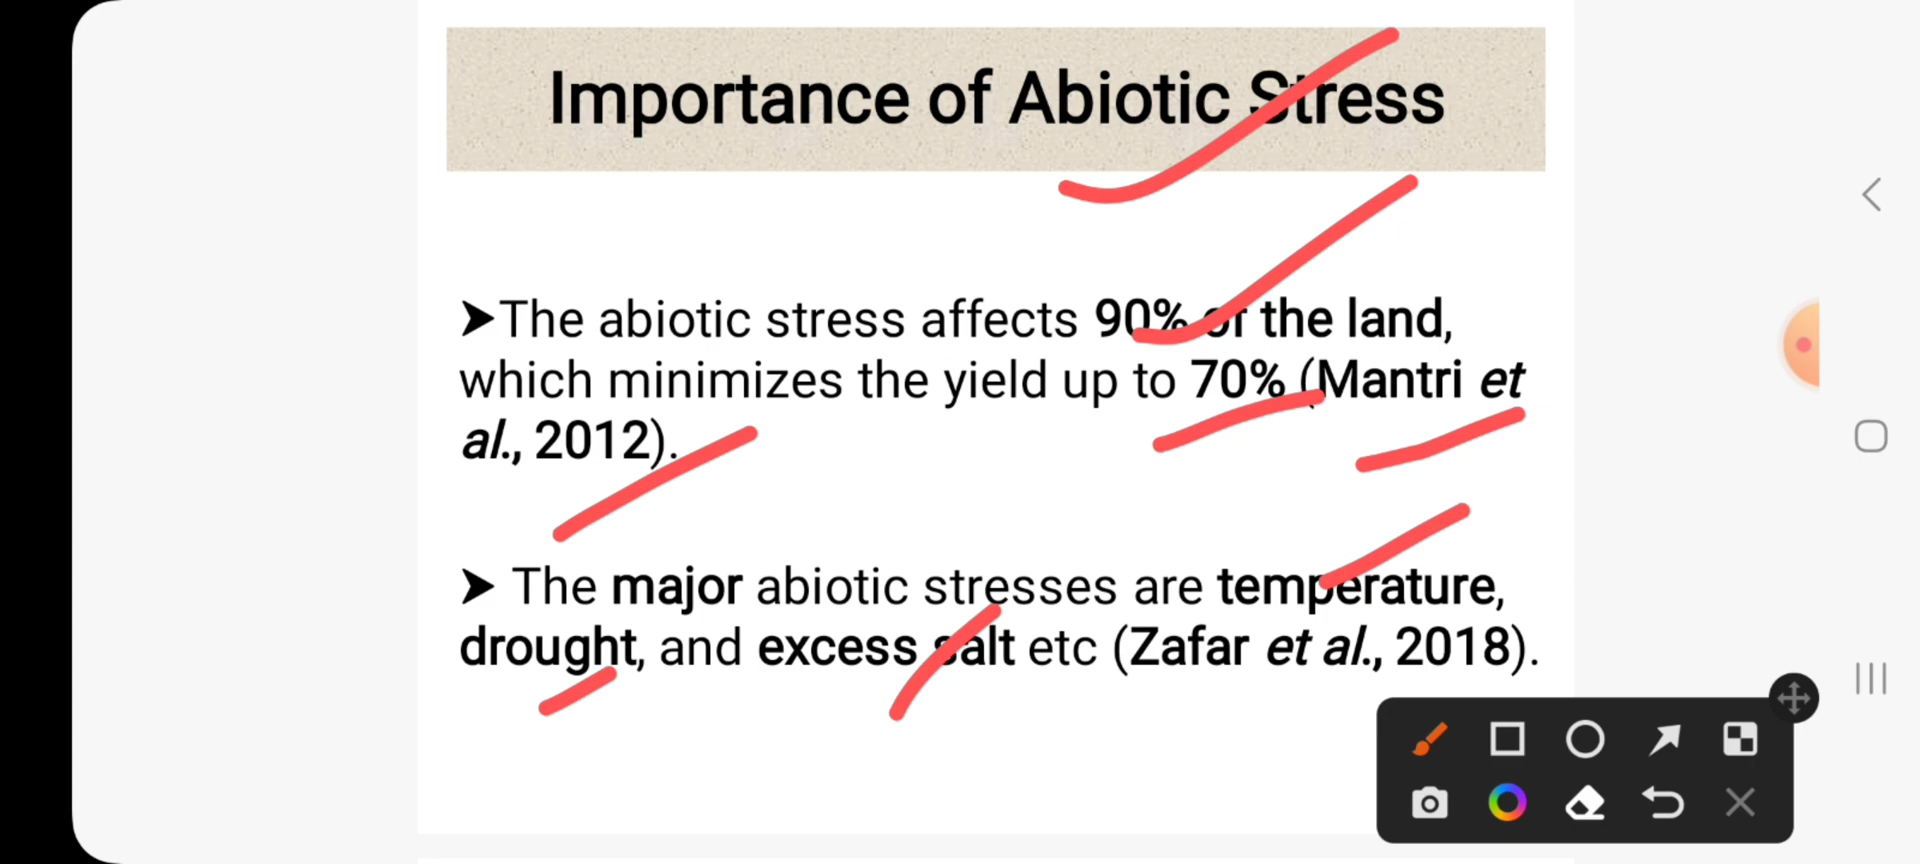 Importance of Abiotic Stress
➤The abiotic stress affects 90% of the land,
which minimizes the yield up to 70% (Mantri et
al., 2012).
➤ The major abiotic stresses are temperature,
drought, and excess salt etc (Zafar et al., 2018).